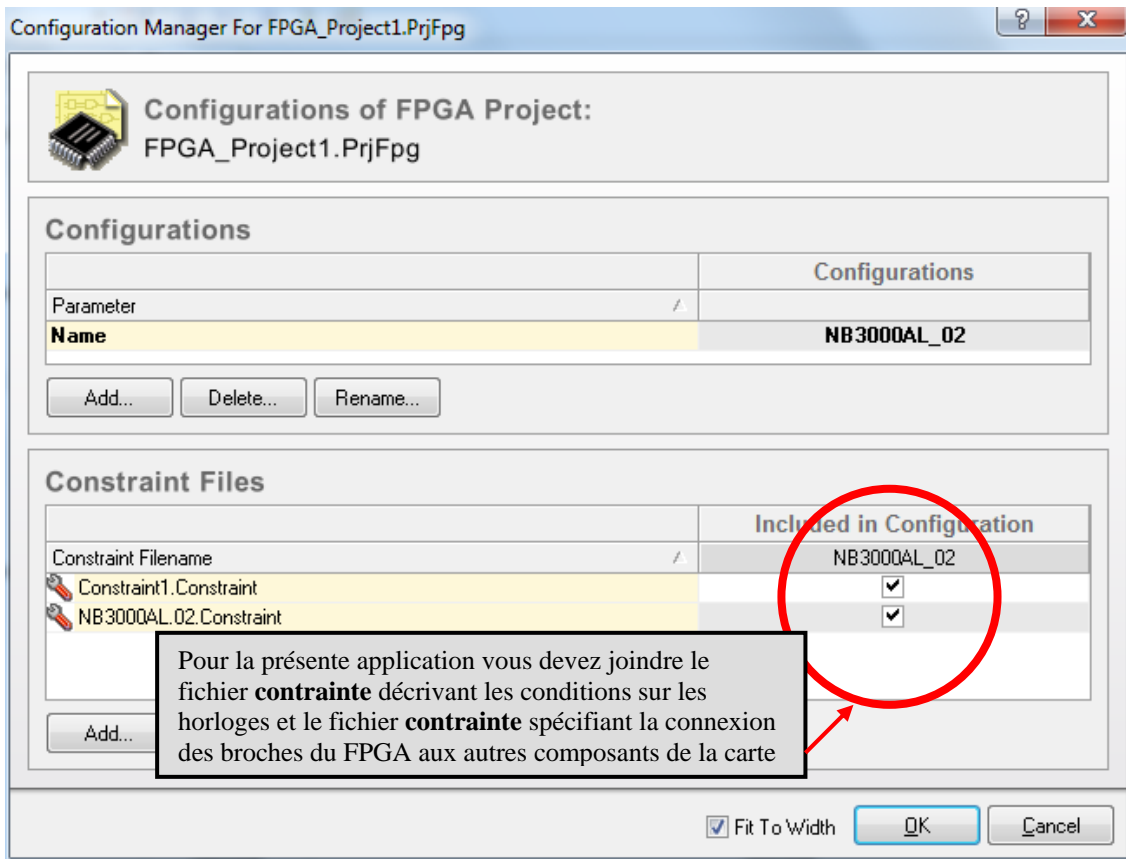 Configuration Manager For FPGA_Project1.PrjFpg
?
X
Configurations of FPGA Project:
FPGA_Project1.PrjFpg
Configurations
Configurations
Parameter
Name NB3000AL_02
Add... Delete... Rename...
Constraint Files
Included in Configuration
Constraint Filename NB3000AL_02
Constraint1.Constraint
NB3000AL.02.Constraint
Pour la présente application vous devez joindre le
fichier contrainte décrivant les conditions sur les
horloges et le fichier contrainte spécifiant la connexion
des broches du FPGA aux autres composants de la carte
Add...
Fit To Width OK Cancel